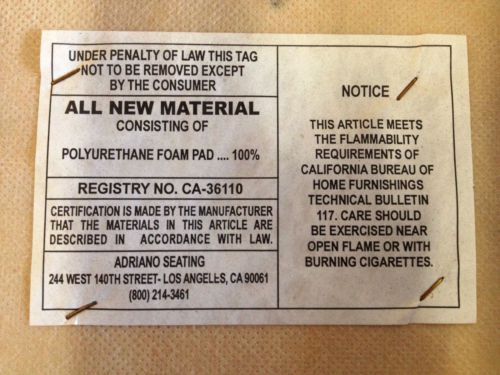 UNDER PENALTY OF LAW THIS TAG
NOT TO BE REMOVED EXCEPT
BY THE CONSUMER
ALL NEW MATERIAL
CONSISTING OF
POLYURETHANE FOAM PAD .... 100%
REGISTRY NO. CA-36110
CERTIFICATION IS MADE BY THE MANUFACTURER
THAT THE MATERIALS IN THIS ARTICLE ARE
DESCRIBED IN ACCORDANCE WITH LAW.
ADRIANO SEATING
244 WEST 140TH STREET- LOS ANGELES, CA 90061
(800) 214-3461
NOTICE
THIS ARTICLE MEETS
THE FLAMMABILITY
REQUIREMENTS OF
CALIFORNIA BUREAU OF
HOME FURNISHINGS
TECHNICAL BULLETIN
117. CARE SHOULD
BE EXERCISED NEAR
OPEN FLAME OR WITH
BURNING CIGARETTES.